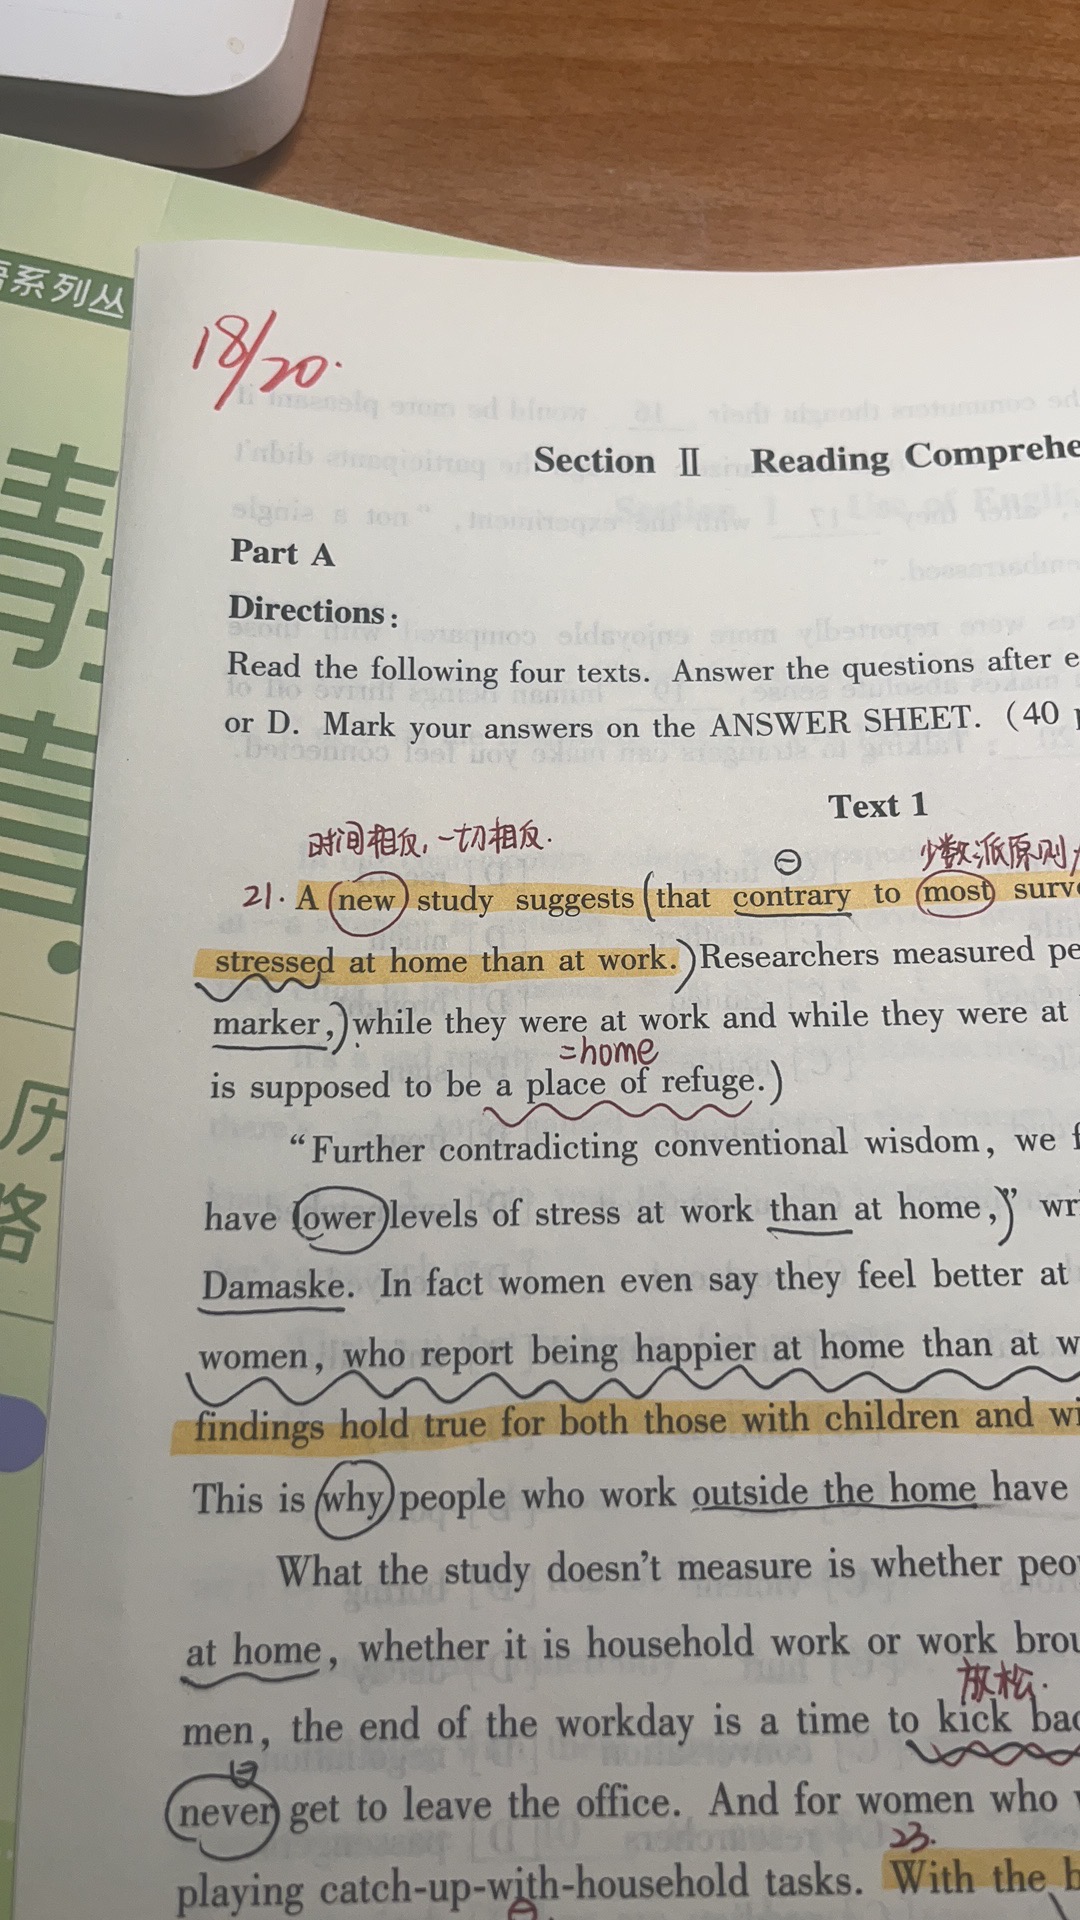 系列丛
历
18/20.
Section Ⅱ Reading Comprehe
Part A
Directions:
Read the following four texts. Answer the questions after e
or D. Mark your answers on the ANSWER SHEET. (40
Text 1
时间相反,一切相反.
少数派原则
21. A new study suggests (that contrary to most surv
stressed at home than at work.) Researchers measured pe
marker,) while they were at work and while they were at
=home
is supposed to be a place of refuge.)
“Further contradicting conventional wisdom, we f
have lower levels of stress at work than at home,)” wr
Damaske. In fact women even say they feel better at
women, who report being happier at home than at w
findings hold true for both those with children and wi
This is why people who work outside the home have
What the study doesn't measure is whether peo
at home, whether it is household work or work brou
放松.
men, the end of the workday is a time to kick bac
never get to leave the office. And for women who
23.
playing catch-up-with-household tasks. With the b